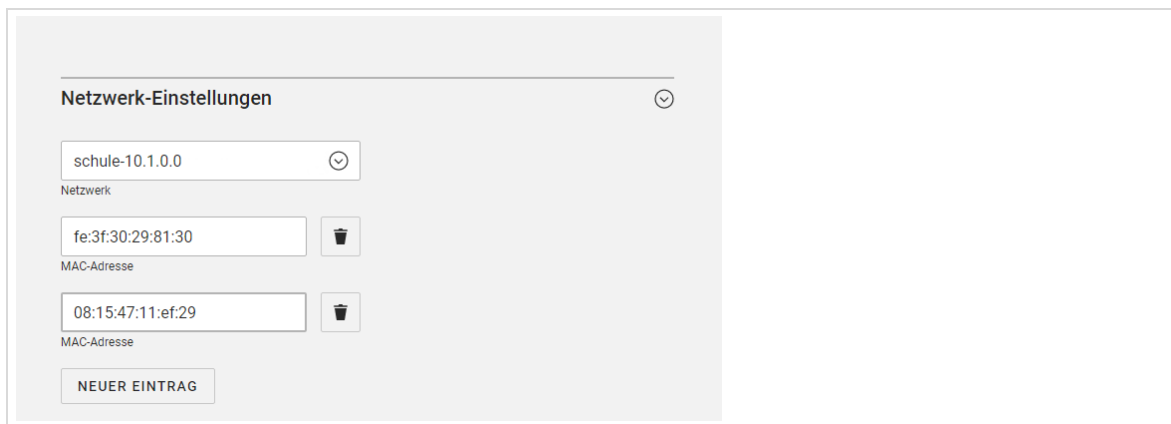 Netzwerk-Einstellungen
schule-10.1.0.0
Netzwerk
fe:3f:30:29:81:30
MAC-Adresse
08:15:47:11:ef:29
MAC-Adresse
NEUER EINTRAG